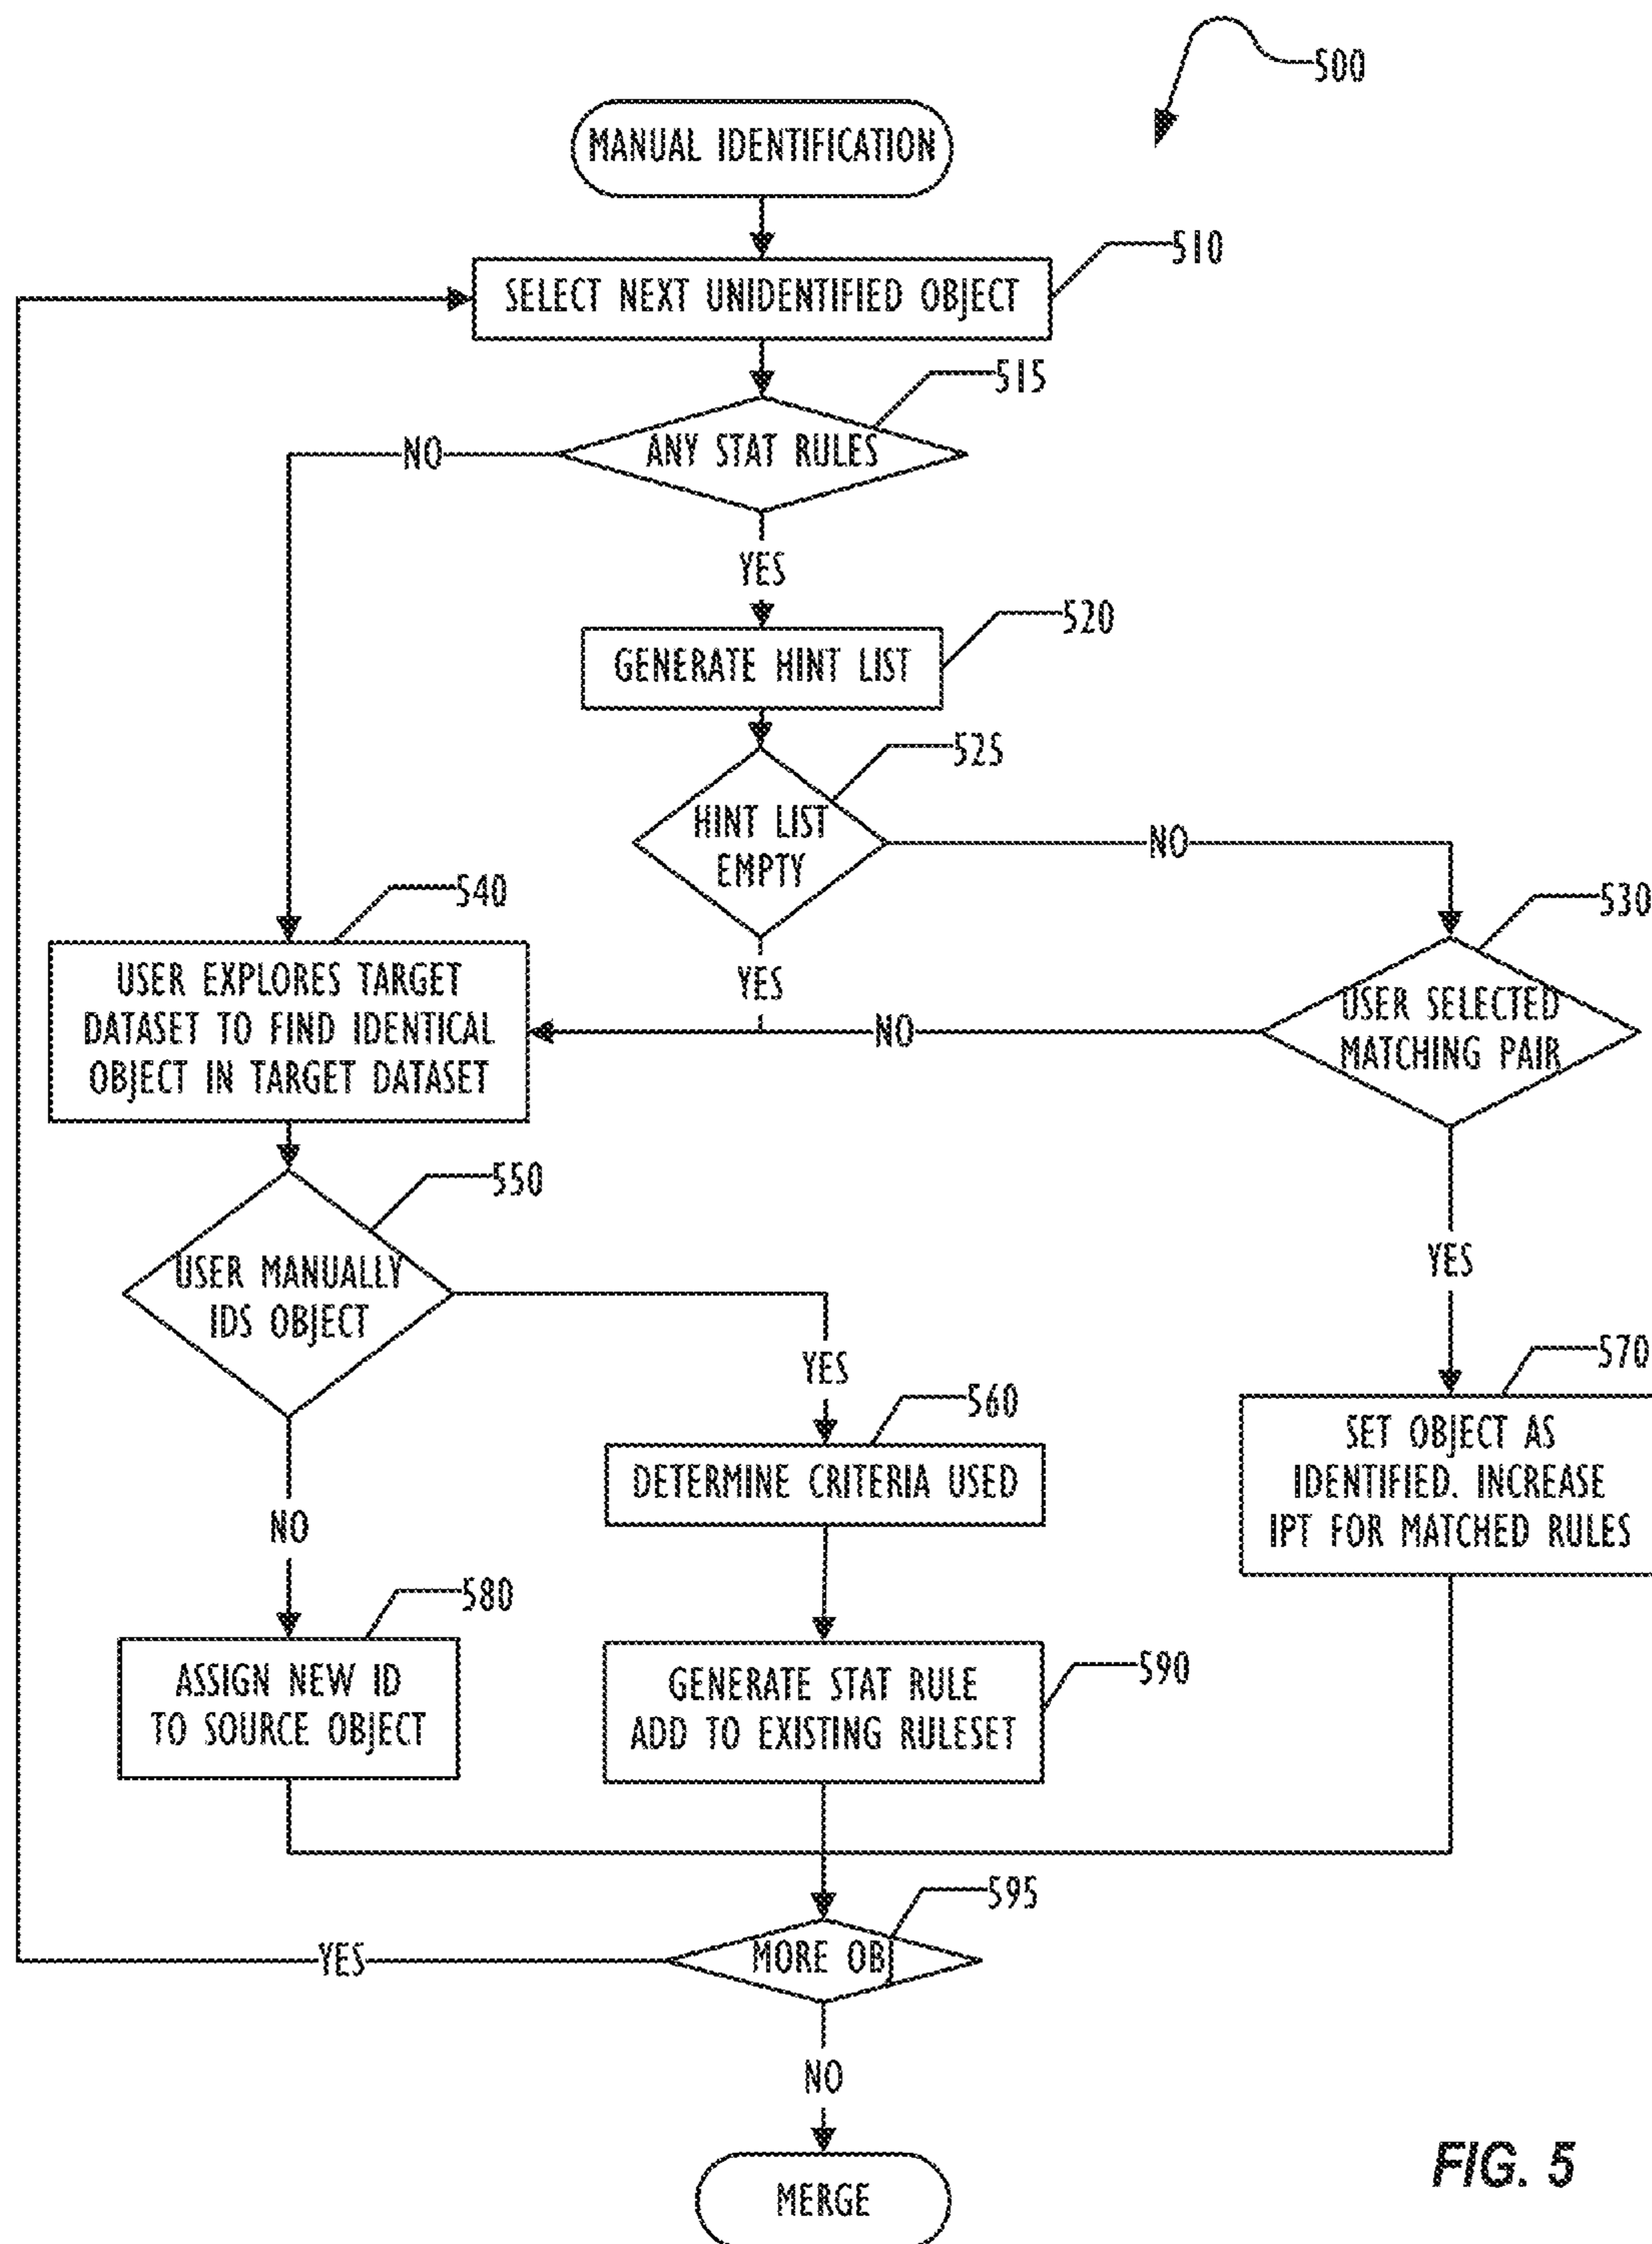 500
MANUAL IDENTIFICATION
510
SELECT NEXT UNIDENTIFIED OBJECT
515
ANY STAT RULES
NO
YES
520
GENERATE HINT LIST
525
HINT LIST
EMPTY
NO
YES
530
USER SELECTED
MATCHING PAIR
NO
YES
540
USER EXPLORES TARGET
DATASET TO FIND IDENTICAL
OBJECT IN TARGET DATASET
550
USER MANUALLY
IDS OBJECT
YES
NO
560
DETERMINE CRITERIA USED
570
SET OBJECT AS
IDENTIFIED. INCREASE
IPT FOR MATCHED RULES
580
ASSIGN NEW ID
TO SOURCE OBJECT
590
GENERATE STAT RULE
ADD TO EXISTING RULESET
595
MORE OBJ
YES
NO
MERGE
FIG. 5